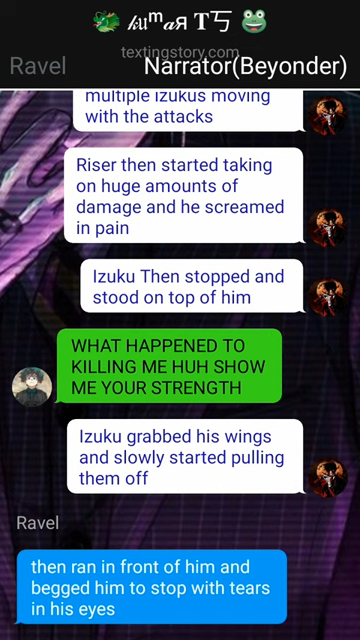 🐲 𝓀𝓊ᵐ𝒂Я 𝐓丂 🐸
textingstory.com
Ravel Narrator(Beyonder)
multiple izukus moving
with the attacks
Riser then started taking
on huge amounts of
damage and he screamed
in pain
Izuku Then stopped and
stood on top of him
WHAT HAPPENED TO
KILLING ME HUH SHOW
ME YOUR STRENGTH
Izuku grabbed his wings
and slowly started pulling
them off
Ravel
then ran in front of him and
begged him to stop with tears
in his eyes